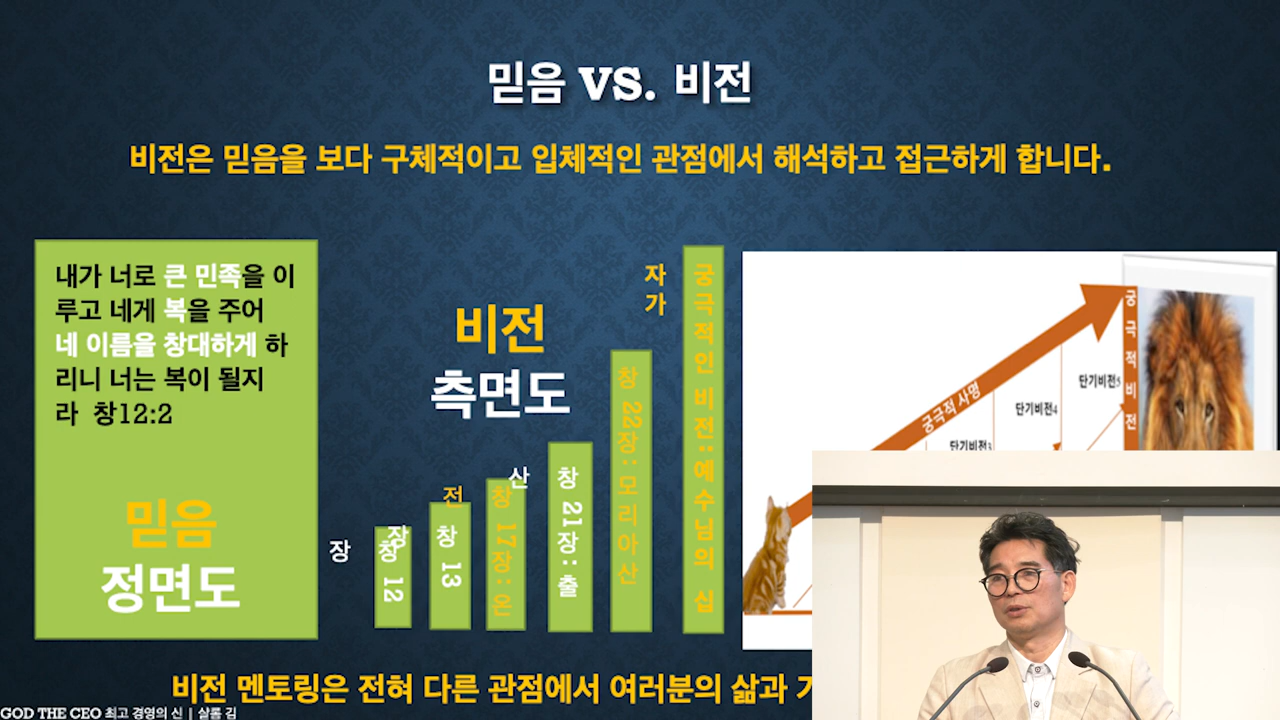 믿음 vs. 비전
비전은 믿음을 보다 구체적이고 입체적인 관점에서 해석하고 접근하게 합니다.
내가 너로 큰 민족을 이
루고 네게 복을 주어
네 이름을 창대하게 하
리니 너는 복이 될지
라 창12:2
믿음
정면도
비전
측면도
장
창 12
장
창 13
전
창 17장: 온
산
창 21장: 출
창 22장: 모리아산
자가
궁극적인 비전: 예수님의 십
궁극적 사명
단기비전3
단기비전4
단기비전5
궁극적비전
비전 멘토링은 전혀 다른 관점에서 여러분의 삶과
GOD THE CEO 최고 경영의 신 | 샬롬 김